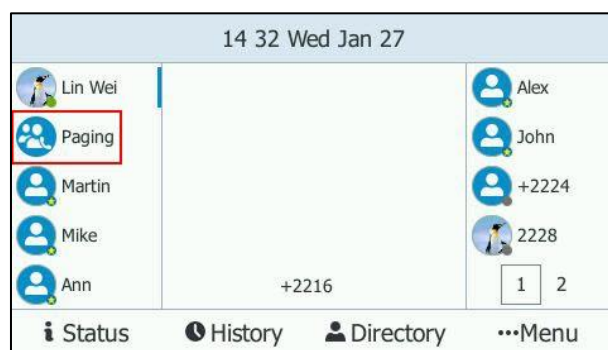 14 32 Wed Jan 27
Lin Wei
Paging
Martin
Mike
Ann
+2216
Alex
John
+2224
2228
1 2
Status History Directory Menu